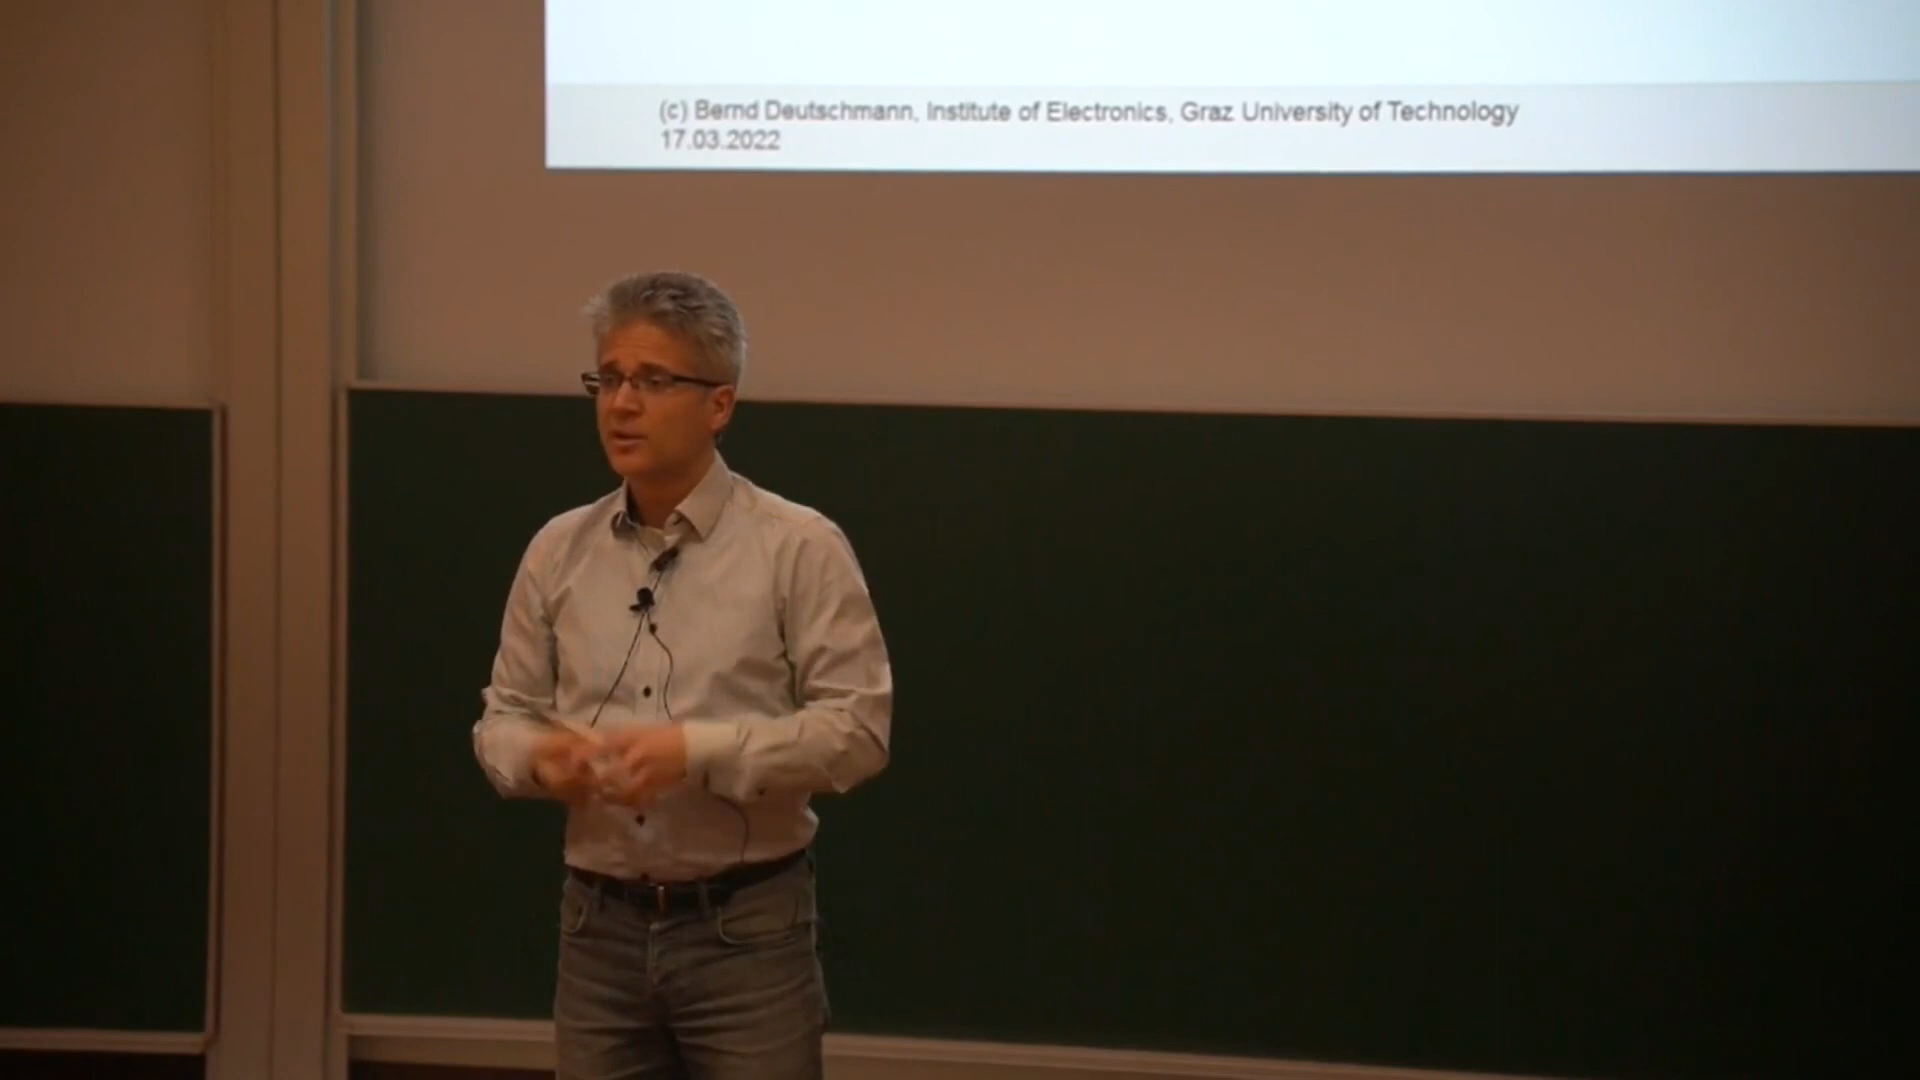 (c) Bernd Deutschmann, Institute of Electronics, Graz University of Technology
17.03.2022